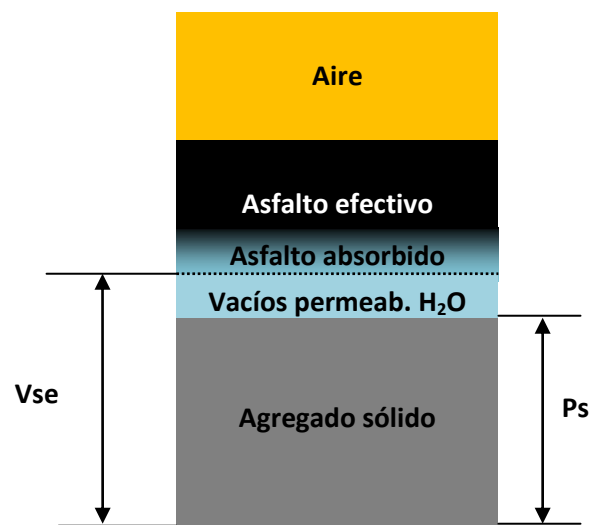 Aire
Asfalto efectivo
Asfalto absorbido
Vacíos permeab. H₂O
Vse
Ps
Agregado sólido